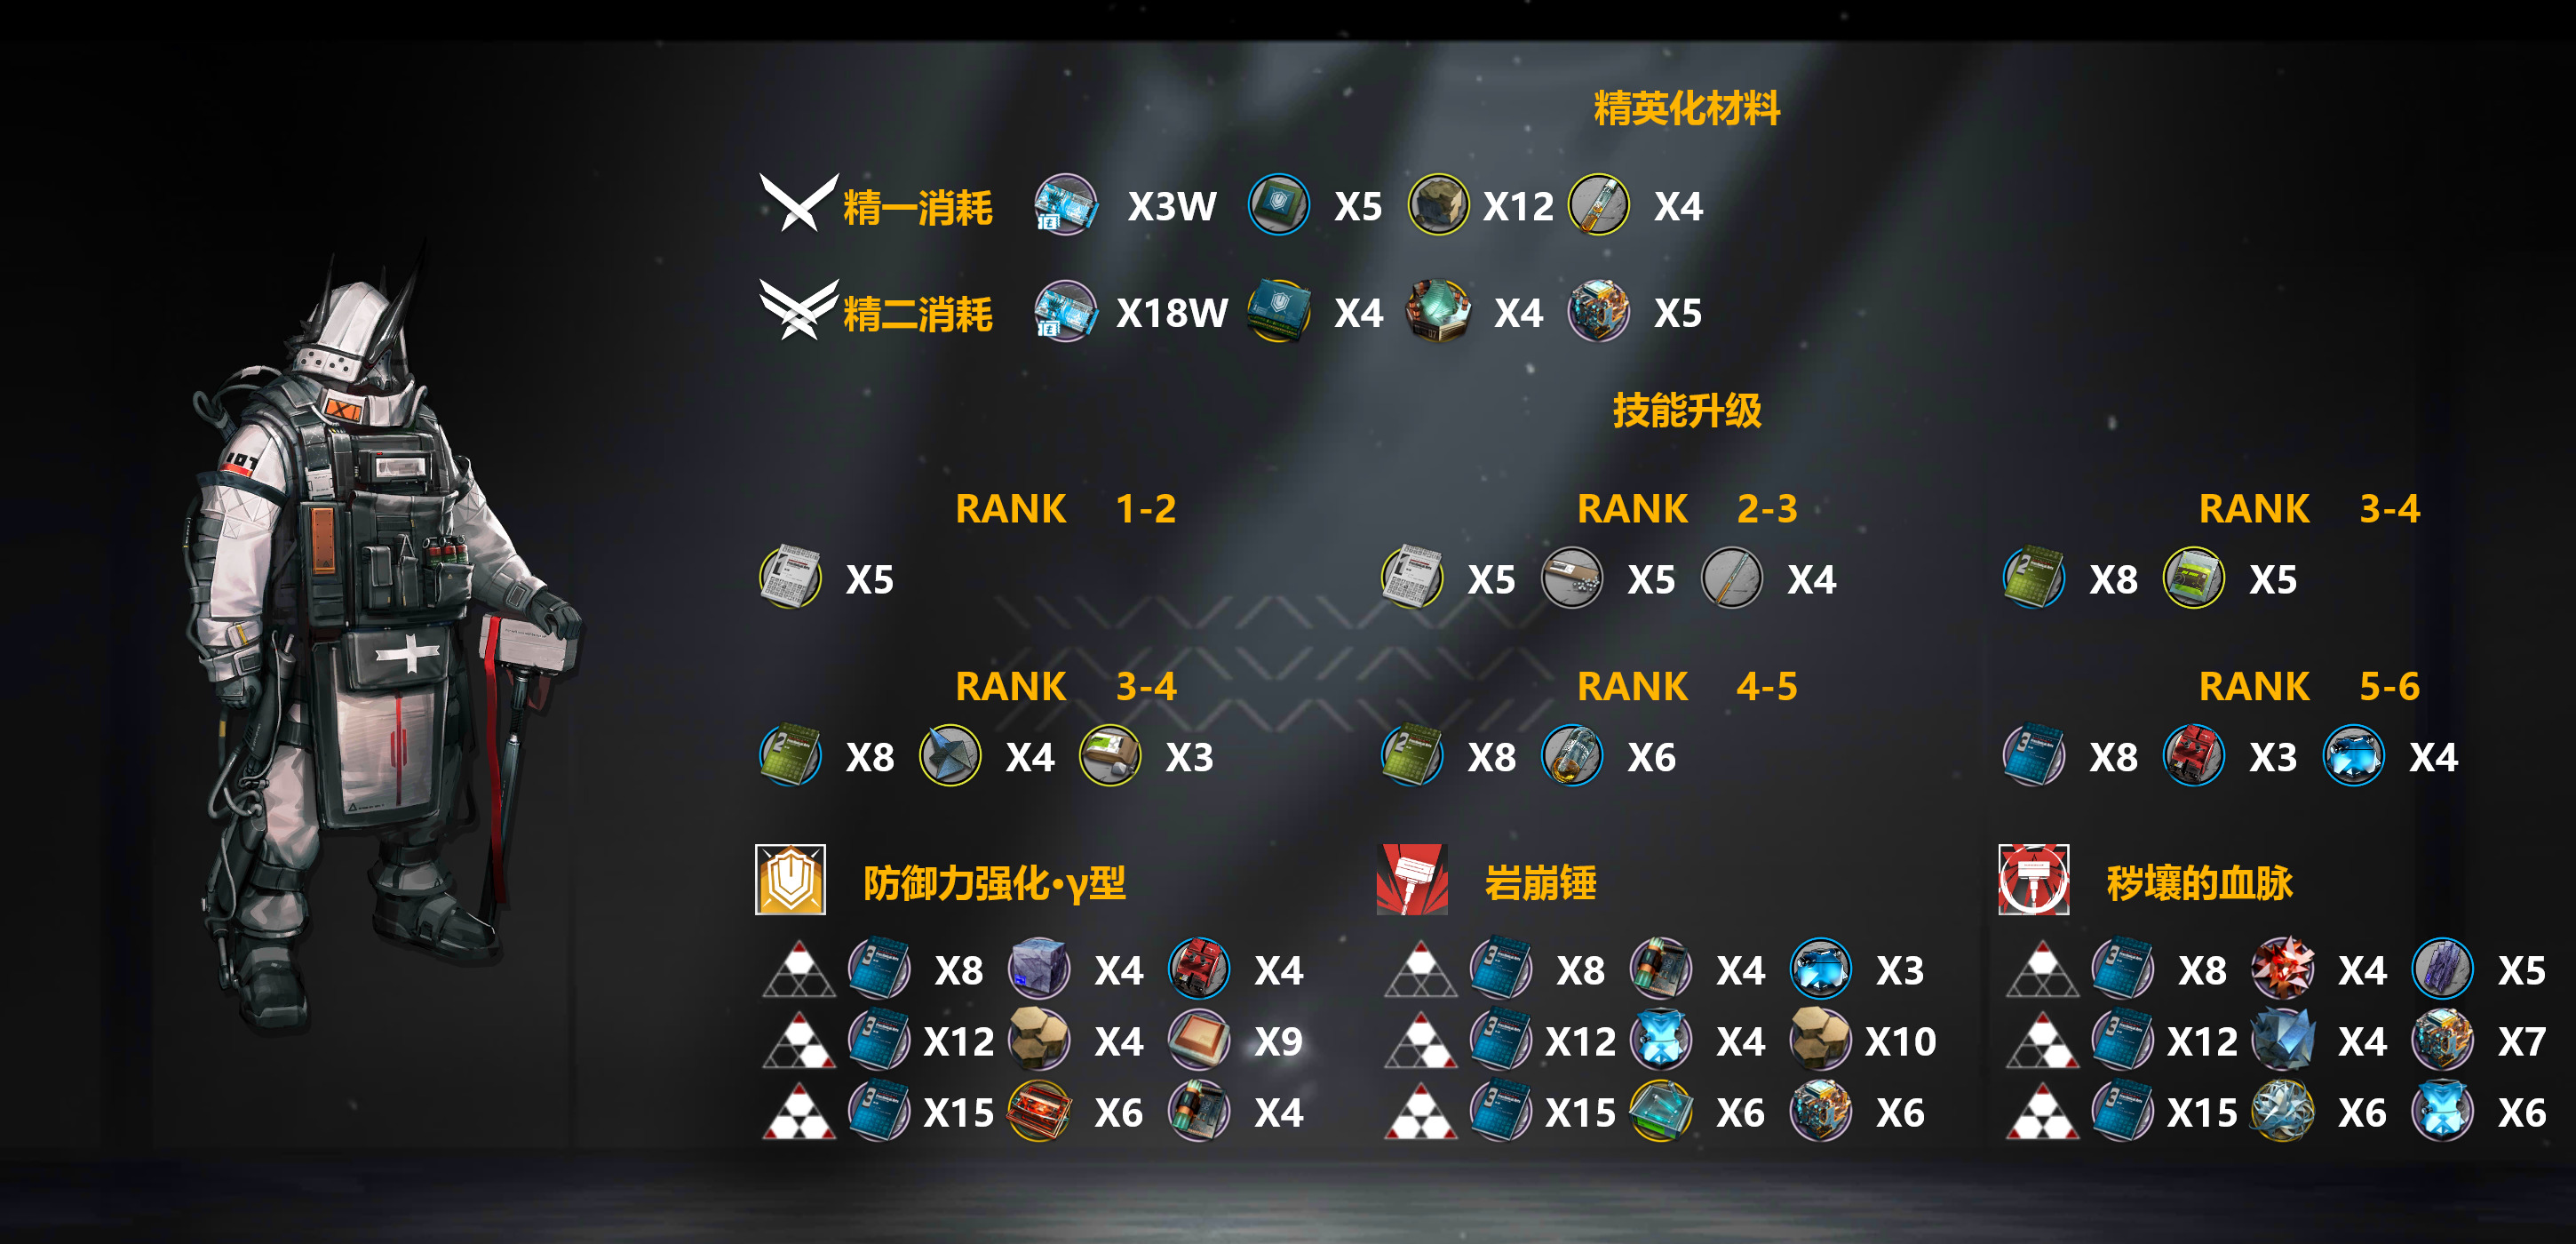 精英化材料
精一消耗 X3W X5 X12 X4
精二消耗 X18W X4 X4 X5
技能升级
RANK 1-2 RANK 2-3 RANK 3-4
X5 X5 X5 X4 X8 X5
RANK 3-4 RANK 4-5 RANK 5-6
X8 X4 X3 X8 X6 X8 X3 X4
防御力强化·γ型 岩崩锤 秽壤的血脉
X8 X4 X4 X8 X4 X3 X8 X4 X5
X12 X4 X9 X12 X4 X10 X12 X4 X7
X15 X6 X4 X15 X6 X6 X15 X6 X6